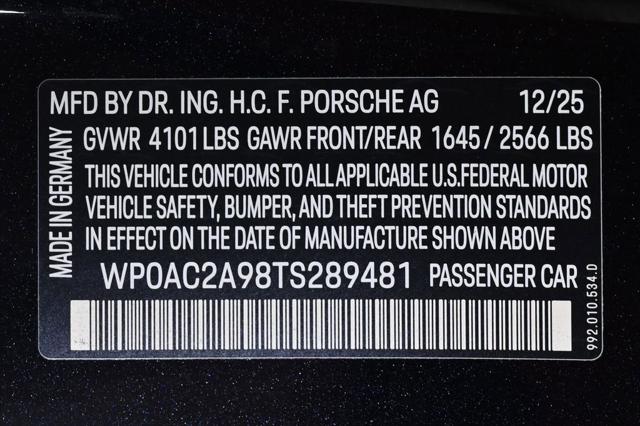 MFD BY DR. ING. H.C. F. PORSCHE AG 12/25
GVWR 4101 LBS GAWR FRONT/REAR 1645 / 2566 LBS
THIS VEHICLE CONFORMS TO ALL APPLICABLE U.S.FEDERAL MOTOR
VEHICLE SAFETY, BUMPER, AND THEFT PREVENTION STANDARDS
IN EFFECT ON THE DATE OF MANUFACTURE SHOWN ABOVE
WP0AC2A98TS289481 PASSENGER CAR
MADE IN GERMANY
992.010.534.D